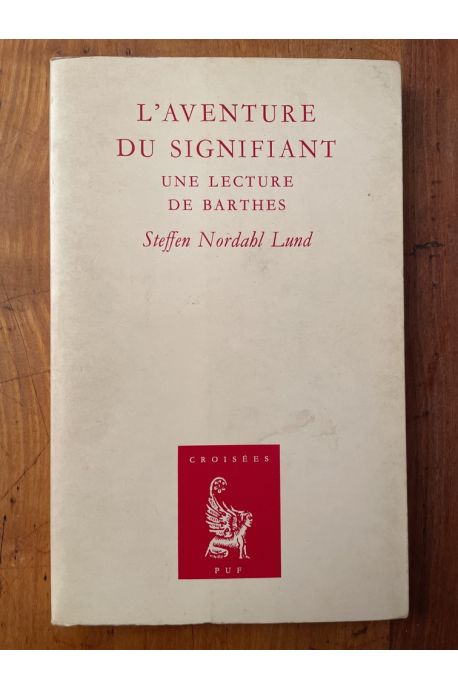 L'AVENTURE
DU SIGNIFIANT
UNE LECTURE
DE BARTHES
Steffen Nordahl Lund
CROISÉES
PUF